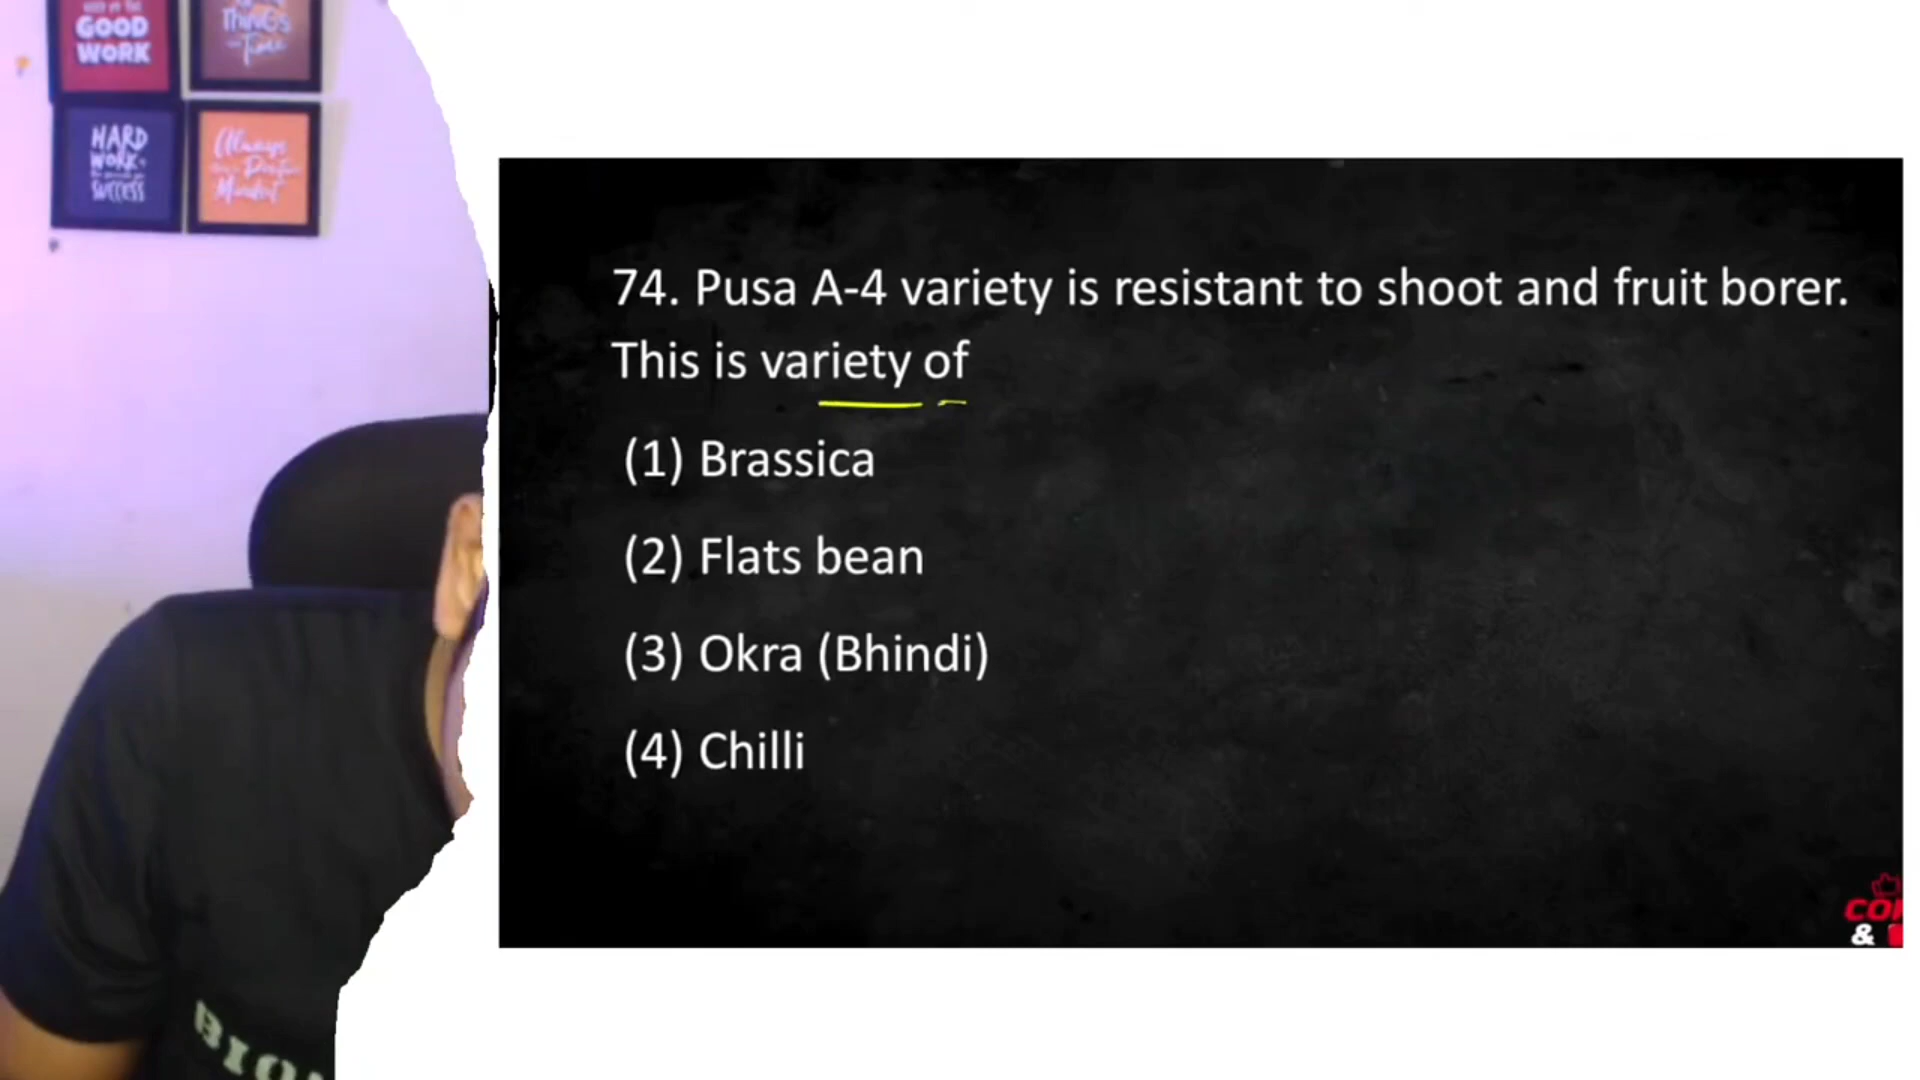 GOOD
WORK
THINGS
Time
HARD
WORK
SUCCESS
Always
74. Pusa A-4 variety is resistant to shoot and fruit borer.
This is variety of
(1) Brassica
(2) Flats bean
(3) Okra (Bhindi)
(4) Chilli
&